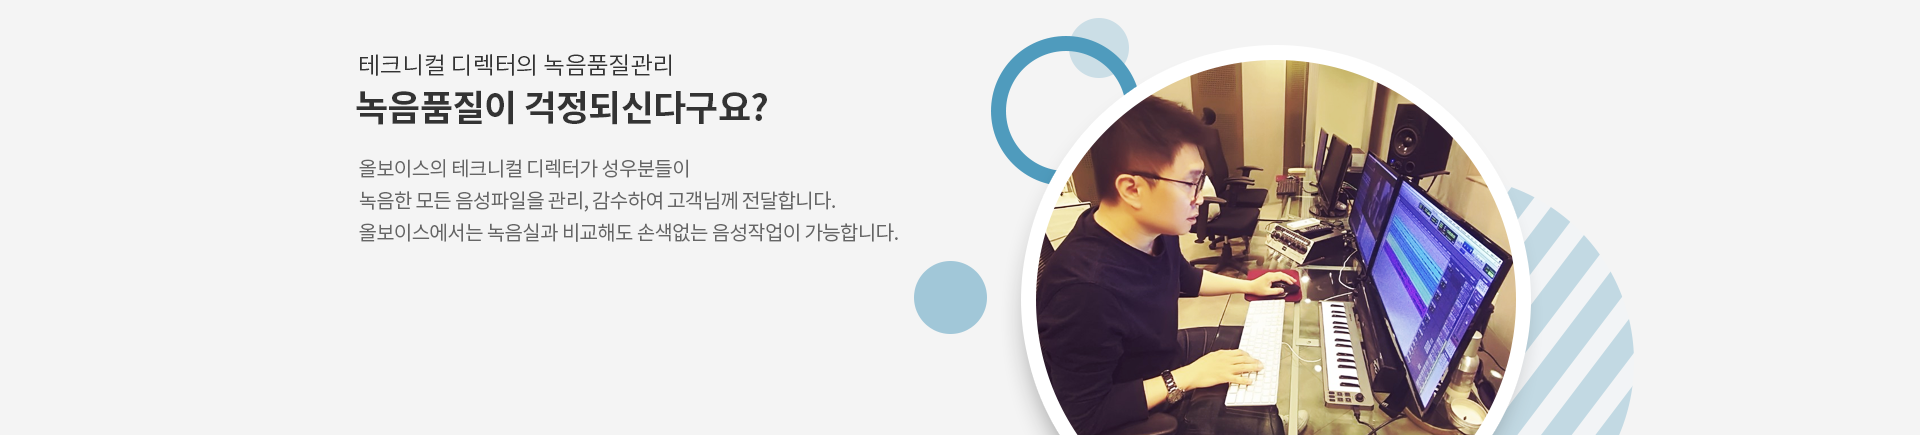 테크니컬 디렉터의 녹음품질관리
녹음품질이 걱정되신다구요?
올보이스의 테크니컬 디렉터가 성우분들이
녹음한 모든 음성파일을 관리, 감수하여 고객님께 전달합니다.
올보이스에서는 녹음실과 비교해도 손색없는 음성작업이 가능합니다.